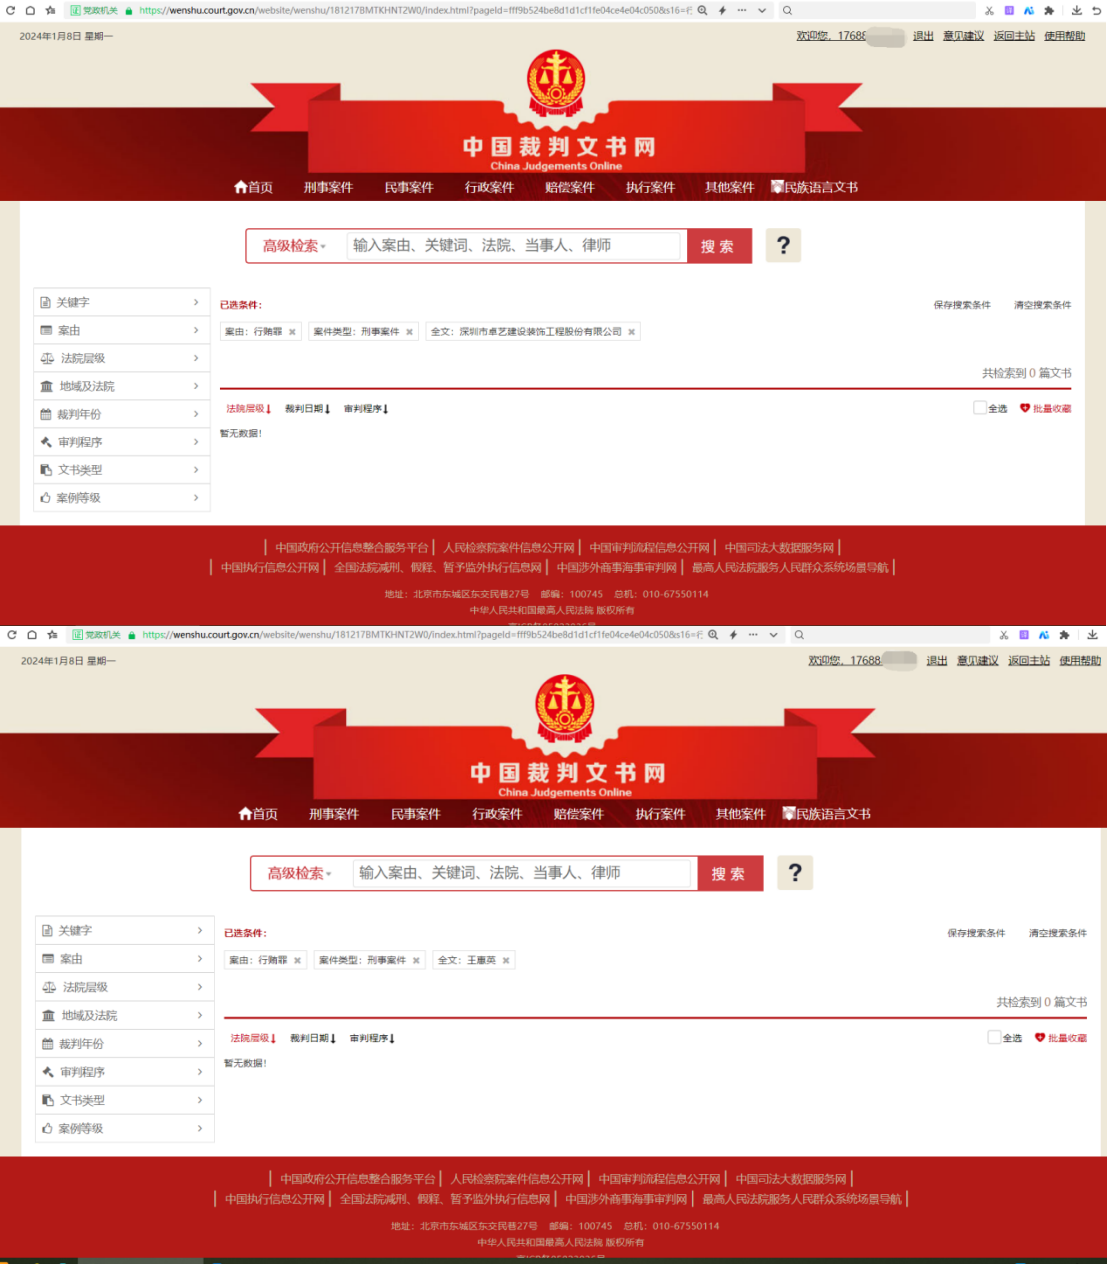 党政机关 https://wenshu.court.gov.cn/website/wenshu/181217BMTKHNT2W0/index.html?pageId=fff9b524be8d1d1cf1fe04ce4e04c050&s16=行
2024年1月8日 星期一 欢迎您，17688 退出 意见建议 返回主站 使用帮助
中国裁判文书网
China Judgements Online
首页 刑事案件 民事案件 行政案件 赔偿案件 执行案件 其他案件 民族语言文书
高级检索 输入案由、关键词、法院、当事人、律师 搜索 ?
关键字
案由
法院层级
地域及法院
裁判年份
审判程序
文书类型
案例等级
已选条件： 保存搜索条件 清空搜索条件
案由：行贿罪 案件类型：刑事案件 全文：深圳市卓艺建设装饰工程股份有限公司
共检索到 0 篇文书
法院层级 裁判日期 审判程序 全选 批量收藏
暂无数据！
中国政府公开信息整合服务平台 人民检察院案件信息公开网 中国审判流程信息公开网 中国司法大数据服务网
中国执行信息公开网 全国法院减刑、假释、暂予监外执行信息网 中国涉外商事海事审判网 最高人民法院服务人民群众系统场景导航
地址：北京市东城区东交民巷27号 邮编：100745 总机：010-67550114
中华人民共和国最高人民法院 版权所有
党政机关 https://wenshu.court.gov.cn/website/wenshu/181217BMTKHNT2W0/index.html?pageId=fff9b524be8d1d1cf1fe04ce4e04c050&s16=行
2024年1月8日 星期一 欢迎您，17688 退出 意见建议 返回主站 使用帮助
中国裁判文书网
China Judgements Online
首页 刑事案件 民事案件 行政案件 赔偿案件 执行案件 其他案件 民族语言文书
高级检索 输入案由、关键词、法院、当事人、律师 搜索 ?
关键字
案由
法院层级
地域及法院
裁判年份
审判程序
文书类型
案例等级
已选条件： 保存搜索条件 清空搜索条件
案由：行贿罪 案件类型：刑事案件 全文：王惠英
共检索到 0 篇文书
法院层级 裁判日期 审判程序 全选 批量收藏
暂无数据！
中国政府公开信息整合服务平台 人民检察院案件信息公开网 中国审判流程信息公开网 中国司法大数据服务网
中国执行信息公开网 全国法院减刑、假释、暂予监外执行信息网 中国涉外商事海事审判网 最高人民法院服务人民群众系统场景导航
地址：北京市东城区东交民巷27号 邮编：100745 总机：010-67550114
中华人民共和国最高人民法院 版权所有